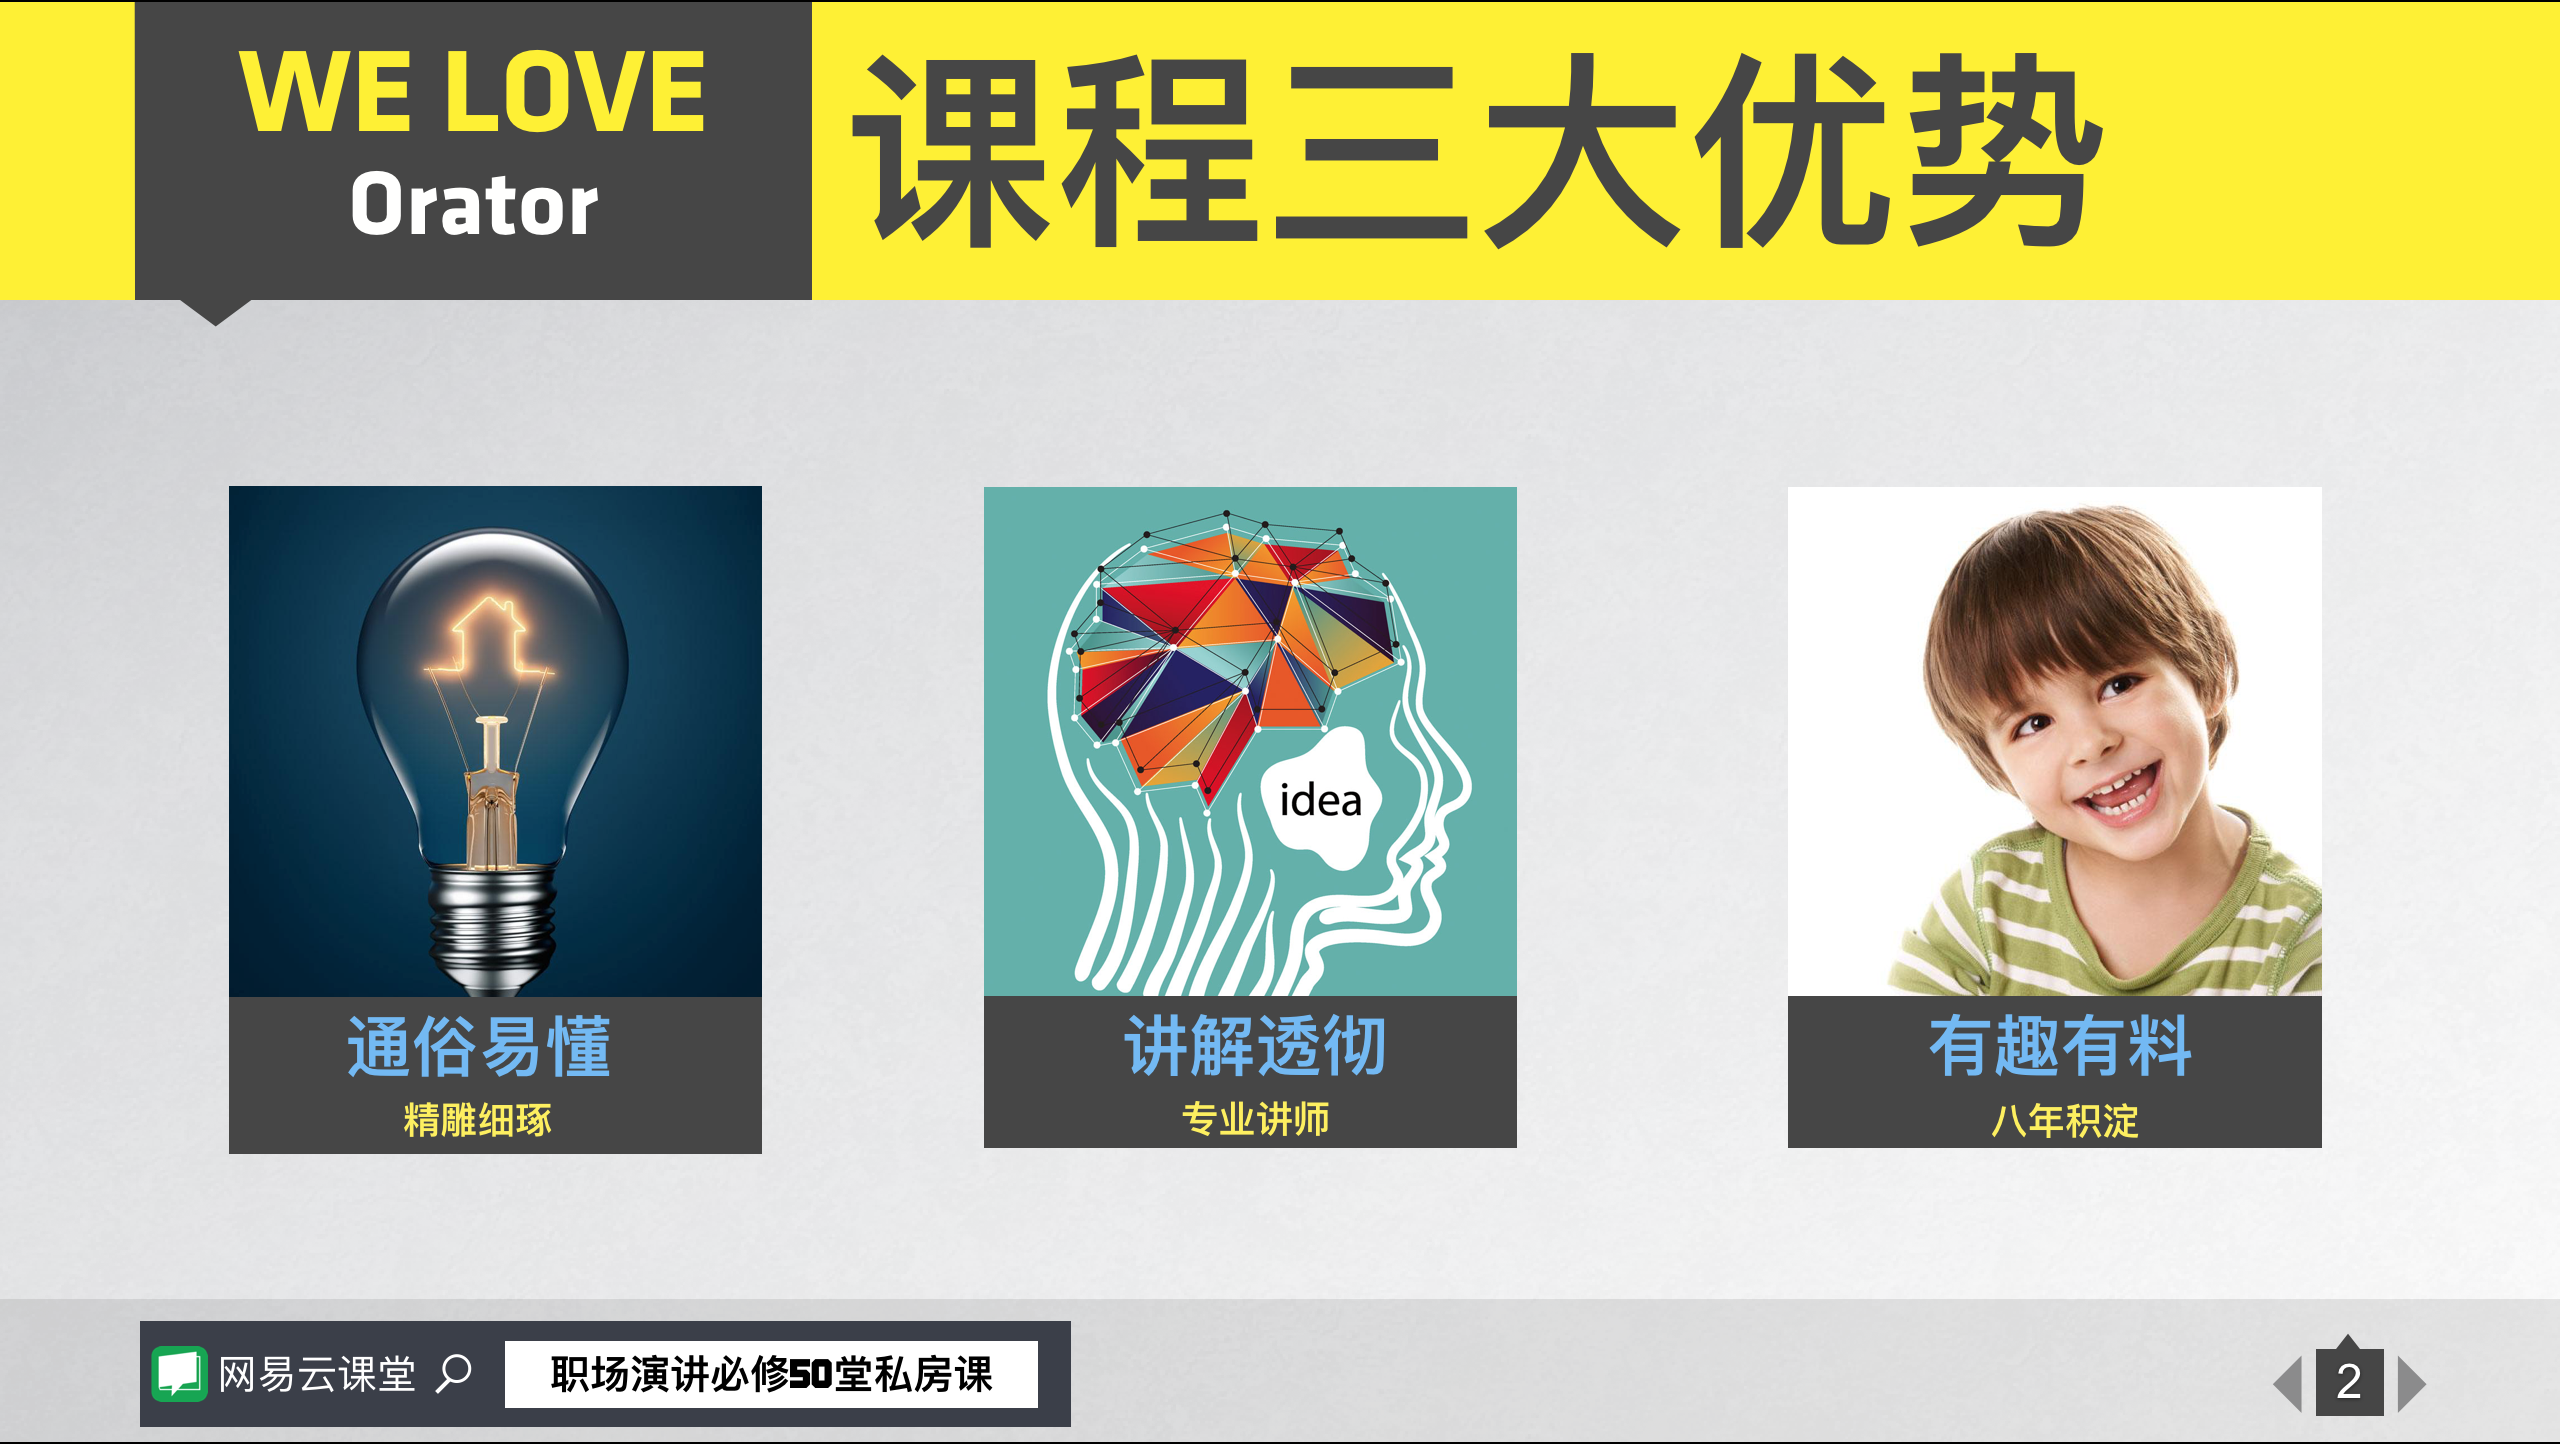 WE LOVE
Orator
课程三大优势
idea
通俗易懂
精雕细琢
讲解透彻
专业讲师
有趣有料
八年积淀
网易云课堂
职场演讲必修50堂私房课
2